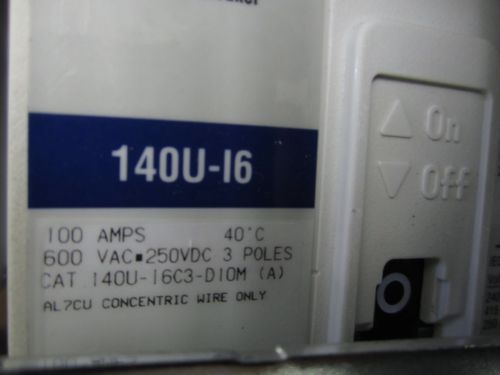 140U-I6
100 AMPS 40°C
600 VAC▪250VDC 3 POLES
CAT 140U-I6C3-D10M (A)
AL7CU CONCENTRIC WIRE ONLY
△ On
▽ Off
O